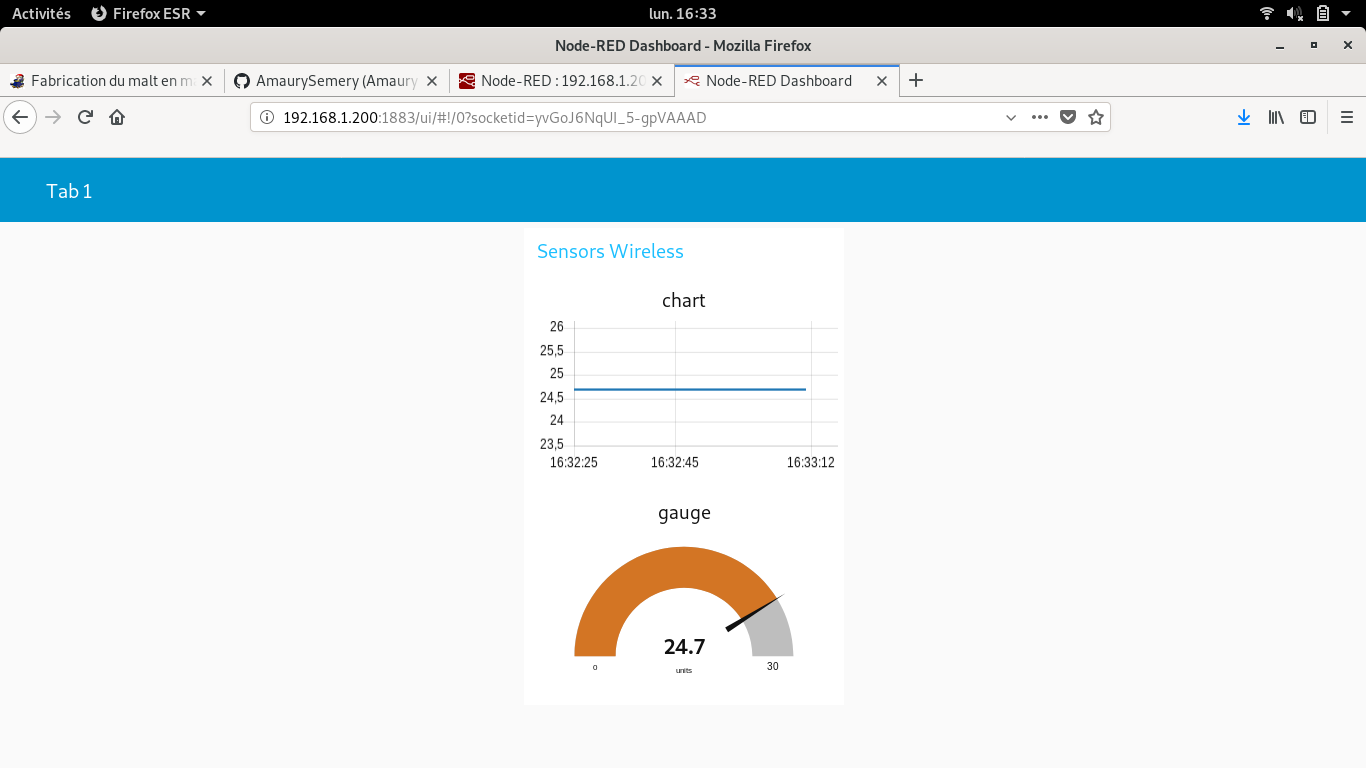 Activités Firefox ESR lun. 16:33
Node-RED Dashboard - Mozilla Firefox
Fabrication du malt en m AmaurySemery (Amaury Node-RED : 192.168.1.20 Node-RED Dashboard
192.168.1.200:1883/ui/#!/0?socketid=yvGoJ6NqUI_5-gpVAAAD
Tab 1
Sensors Wireless
chart
26
25,5
25
24,5
24
23,5
16:32:25 16:32:45 16:33:12
gauge
24.7
0 units 30